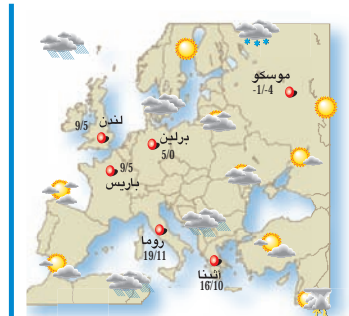 موسكو
-1/-4
لندن
9/5
برلين
5/0
9/5
باريس
روما
19/11
أثينا
16/10